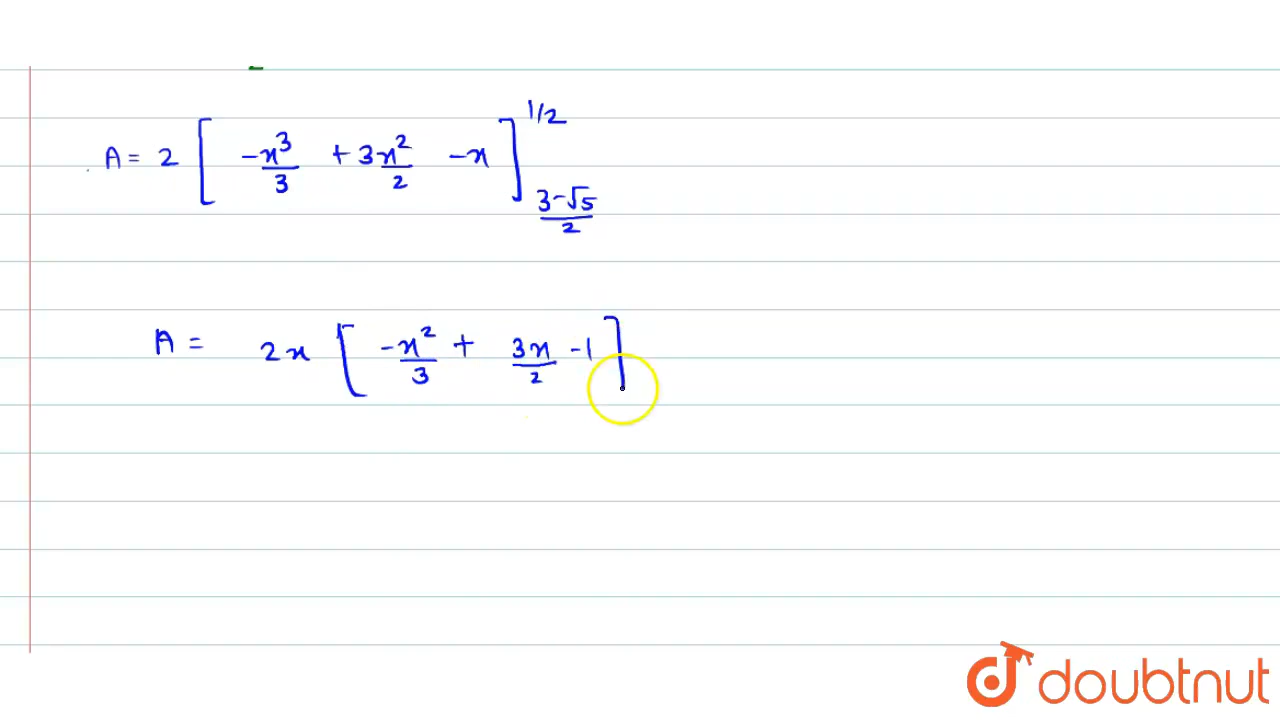 A = 2 [ -x³/3 + 3x²/2 - x ]
1/2
3-√5/2
A = 2x [ -x²/3 + 3x/2 - 1 ]
doubtnut